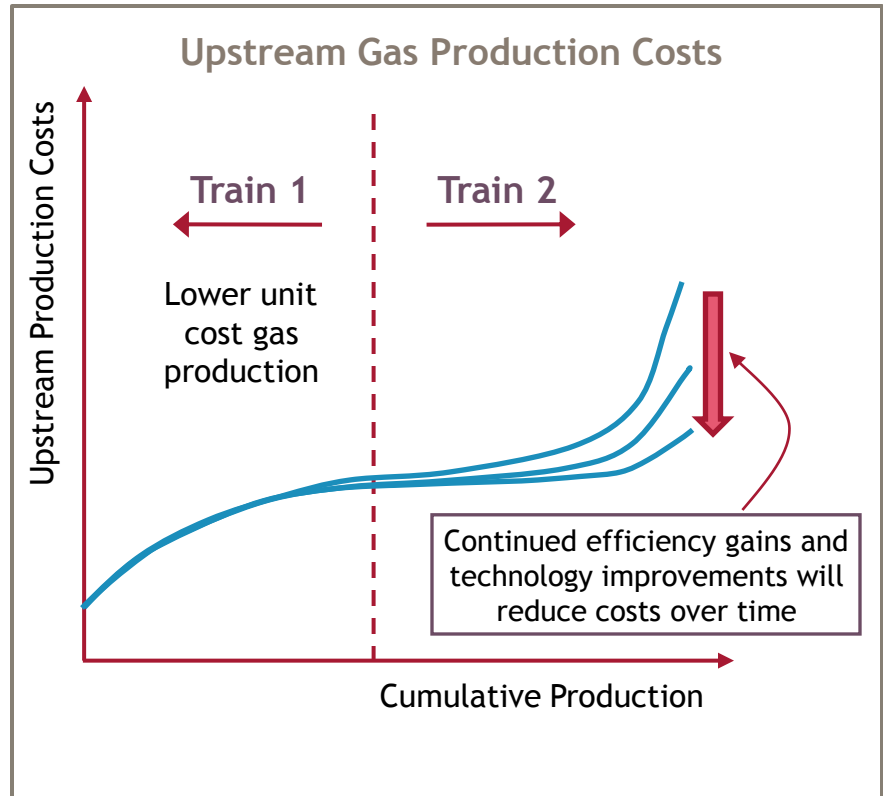 Upstream Gas Production Costs
Upstream Production Costs
Train 1
Train 2
Lower unit
cost gas
production
Continued efficiency gains and
technology improvements will
reduce costs over time
Cumulative Production